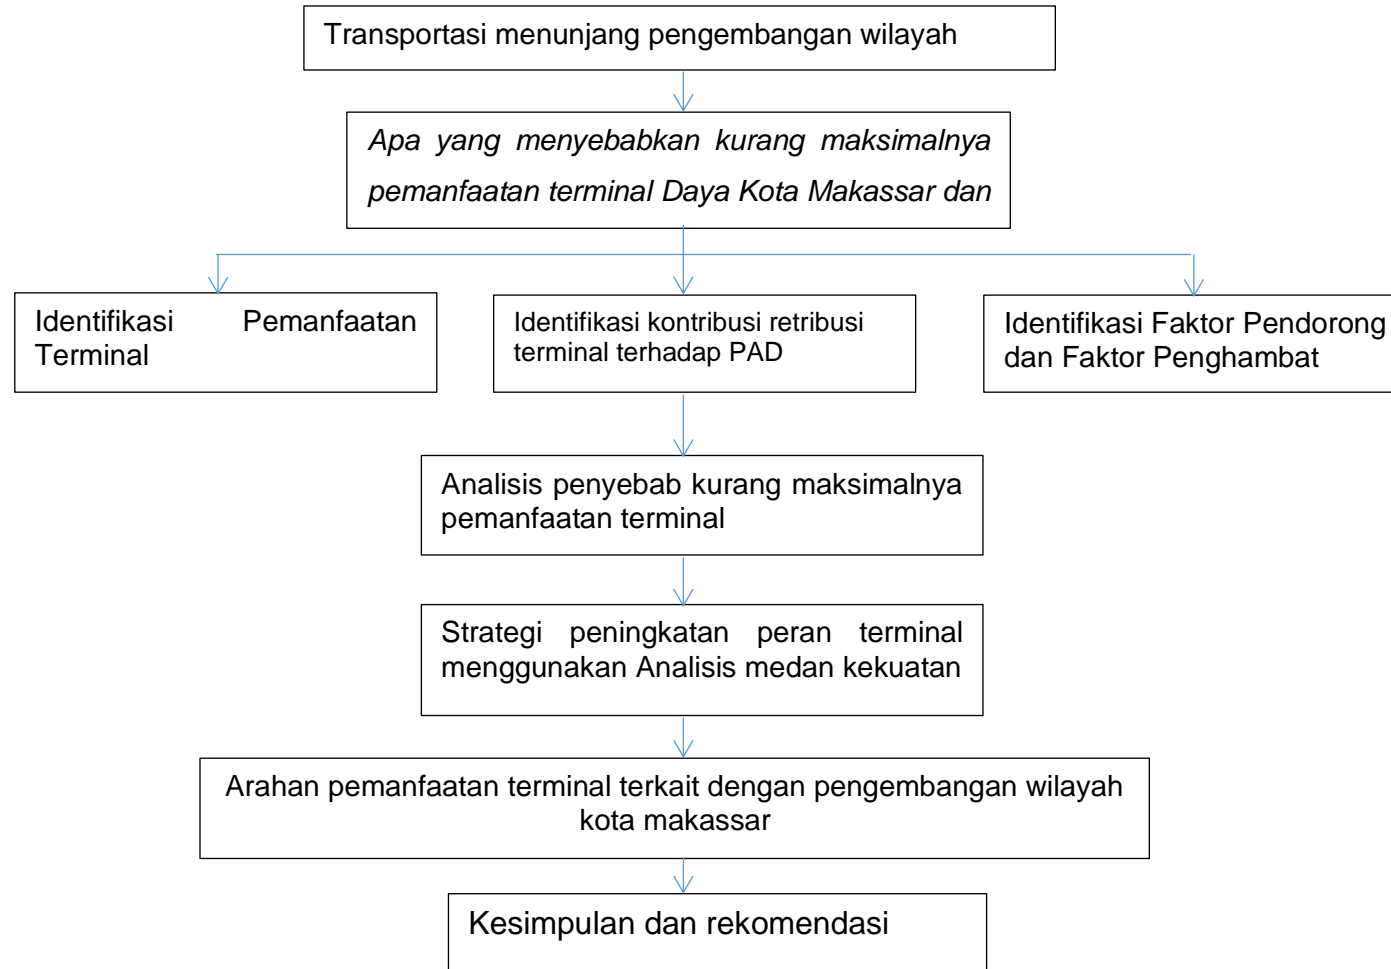 Transportasi menunjang pengembangan wilayah
Apa yang menyebabkan kurang maksimalnya
pemanfaatan terminal Daya Kota Makassar dan
Identifikasi Pemanfaatan
Terminal
Identifikasi kontribusi retribusi
terminal terhadap PAD
Identifikasi Faktor Pendorong
dan Faktor Penghambat
Analisis penyebab kurang maksimalnya
pemanfaatan terminal
Strategi peningkatan peran terminal
menggunakan Analisis medan kekuatan
Arahan pemanfaatan terminal terkait dengan pengembangan wilayah
kota makassar
Kesimpulan dan rekomendasi